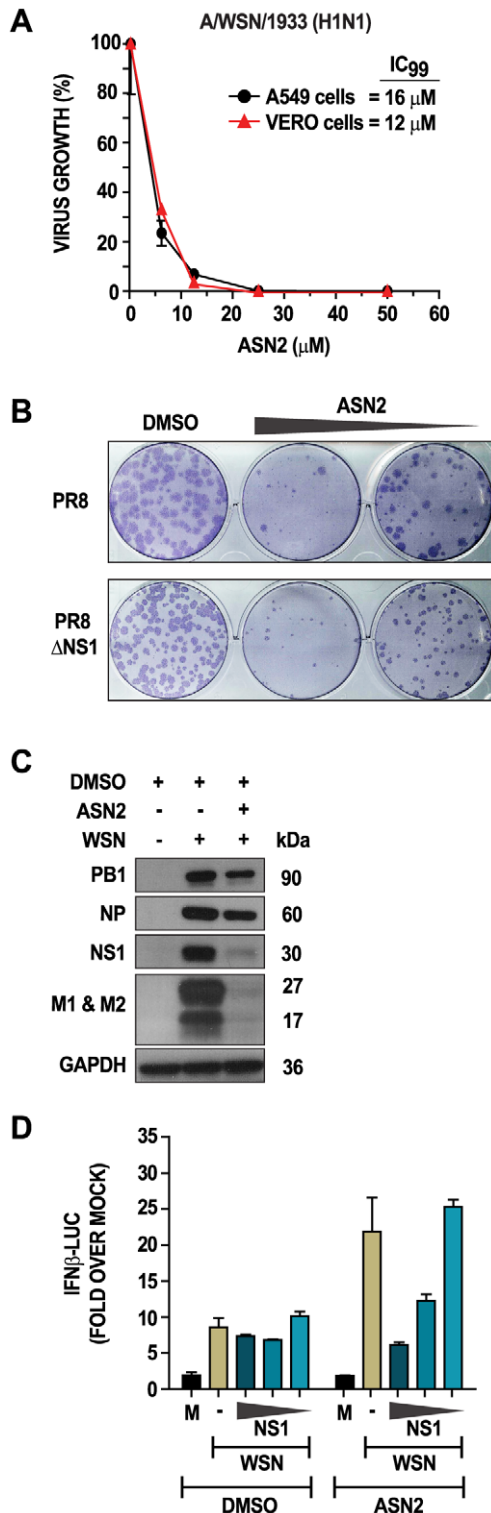 A
A/WSN/1933 (H1N1)
IC99
A549 cells = 16 µM
VERO cells = 12 µM
VIRUS GROWTH (%)
100
80
60
40
20
0
0 10 20 30 40 50 60
ASN2 (µM)
B
DMSO
ASN2
PR8
PR8
ΔNS1
C
DMSO + + +
ASN2 - - +
WSN - + + kDa
PB1 90
NP 60
NS1 30
M1 & M2 27
17
GAPDH 36
D
IFNβ-LUC
(FOLD OVER MOCK)
35
30
25
20
15
10
5
0
M - M -
NS1 NS1
WSN WSN
DMSO ASN2